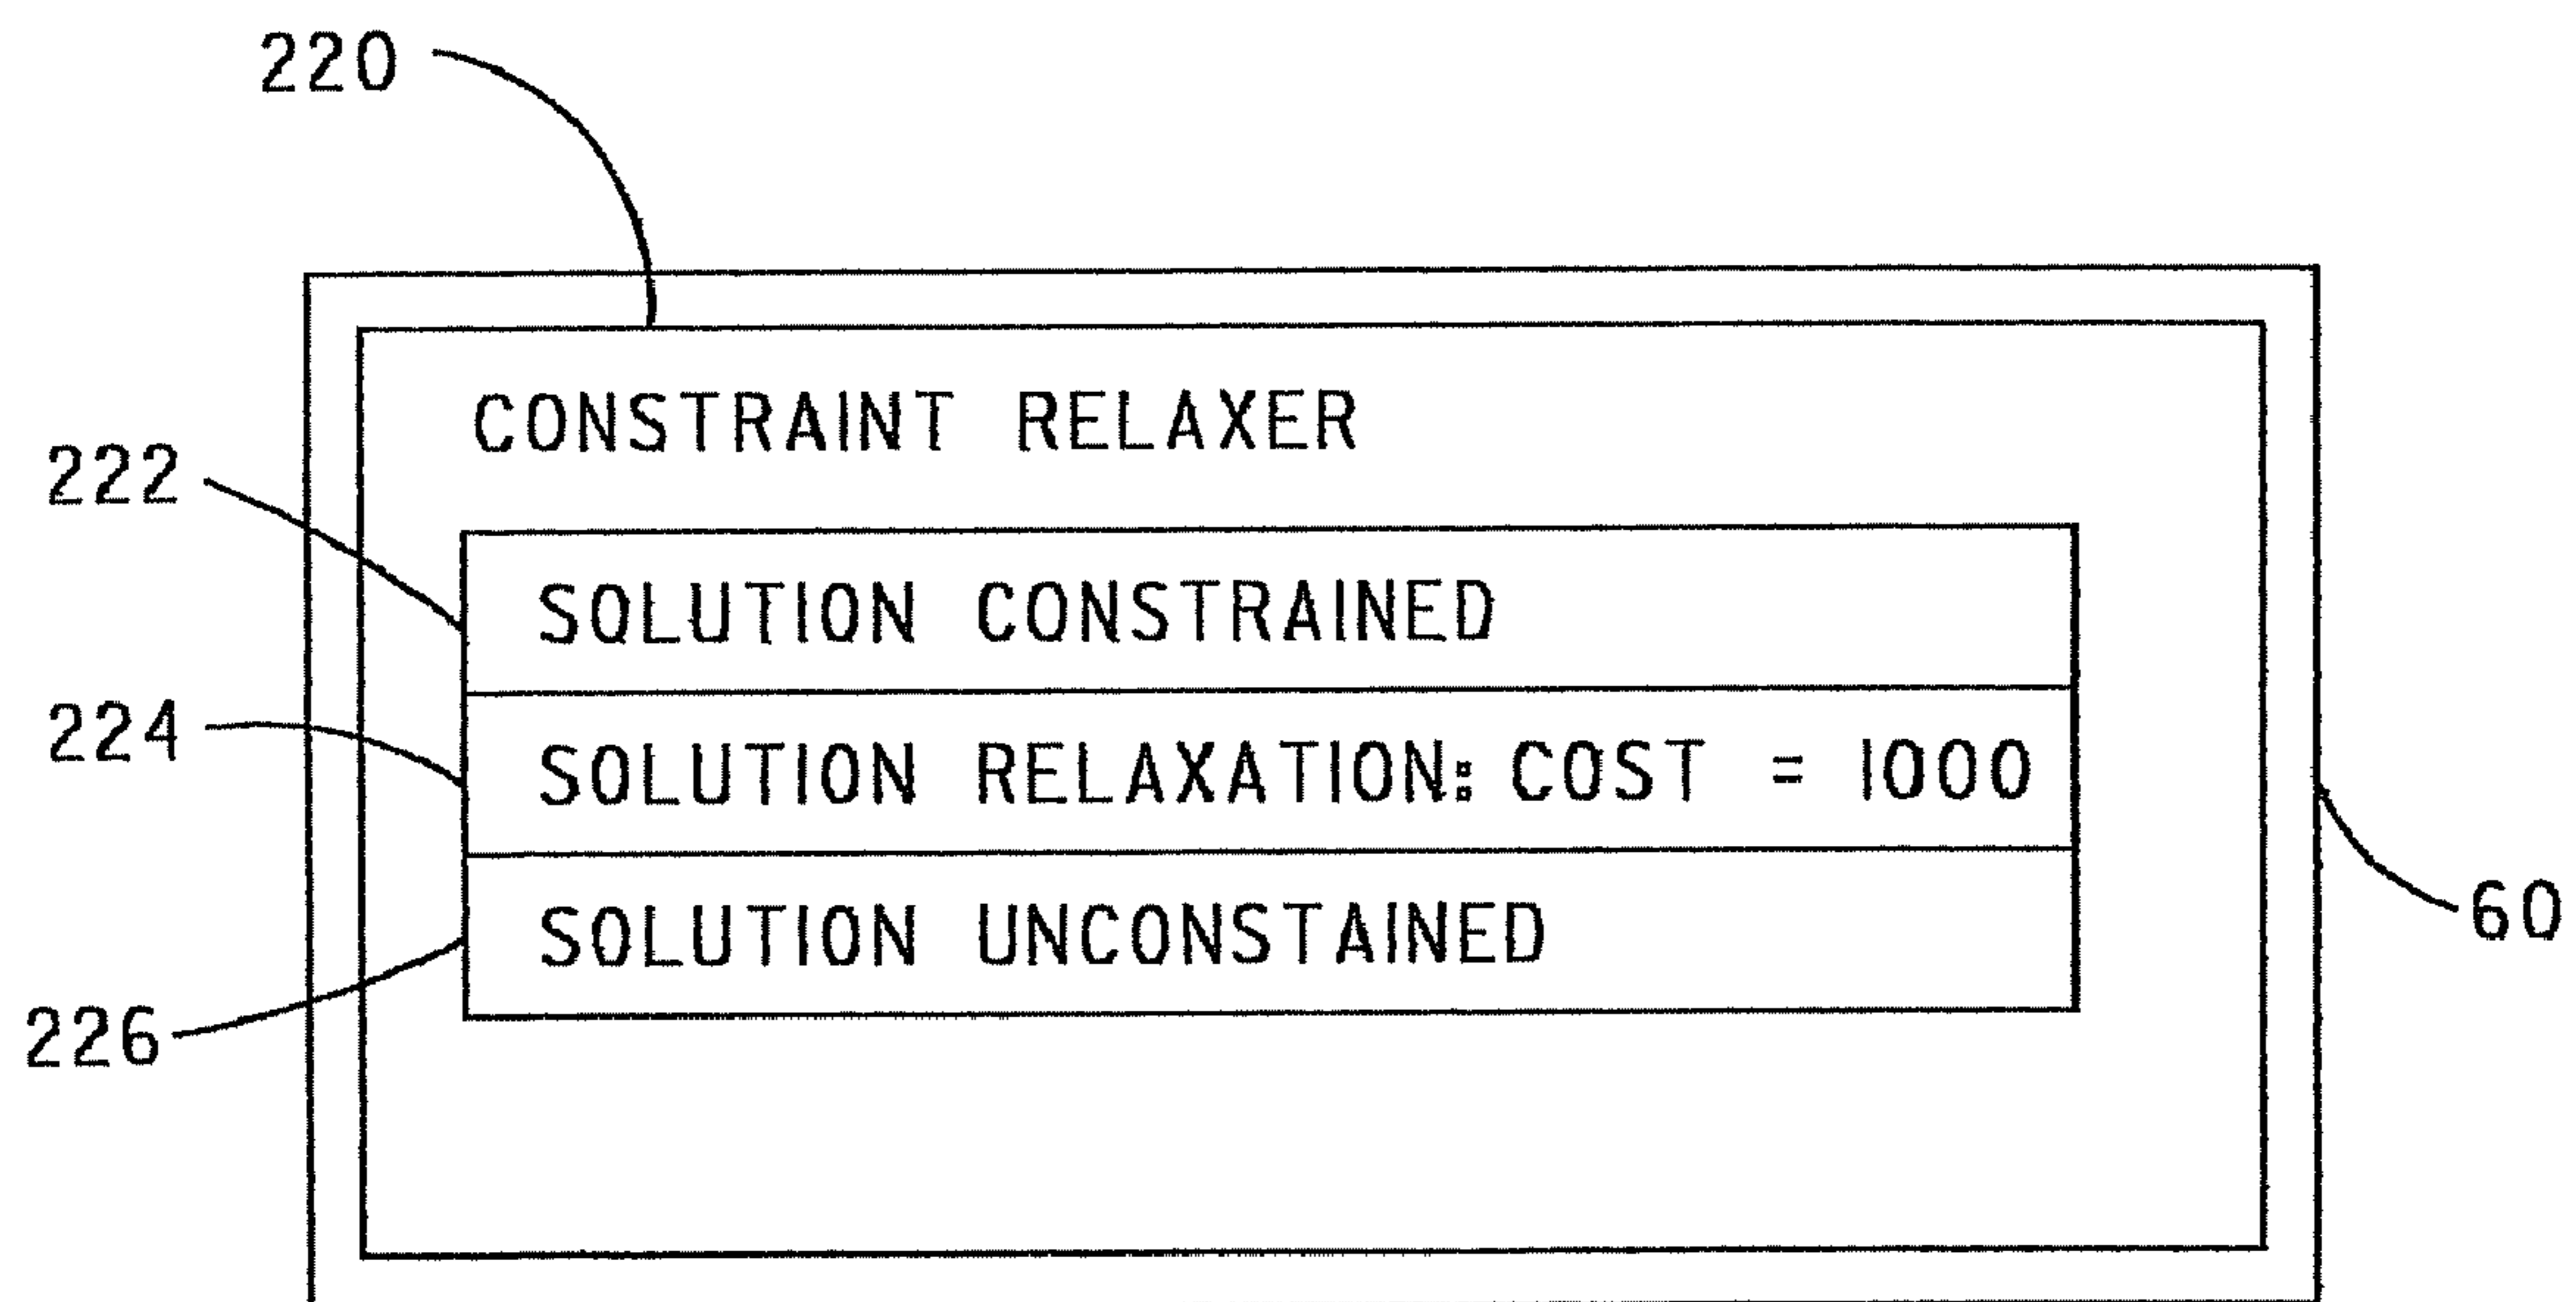 220
CONSTRAINT RELAXER
222
SOLUTION CONSTRAINED
224
SOLUTION RELAXATION: COST = 1000
SOLUTION UNCONSTAINED
60
226